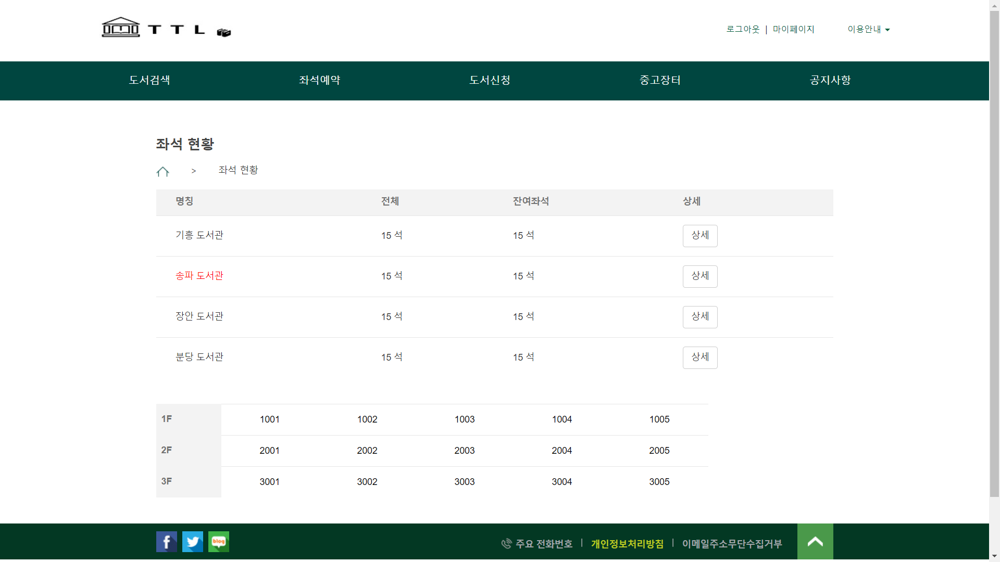 TTL
로그아웃 | 마이페이지 이용안내
도서검색 좌석예약 도서신청 중고장터 공지사항
좌석 현황
> 좌석 현황
명칭 전체 잔여좌석 상세
기흥 도서관 15 석 15 석 상세
송파 도서관 15 석 15 석 상세
장안 도서관 15 석 15 석 상세
분당 도서관 15 석 15 석 상세
1F 1001 1002 1003 1004 1005
2F 2001 2002 2003 2004 2005
3F 3001 3002 3003 3004 3005
f blog 주요 전화번호 | 개인정보처리방침 | 이메일주소무단수집거부